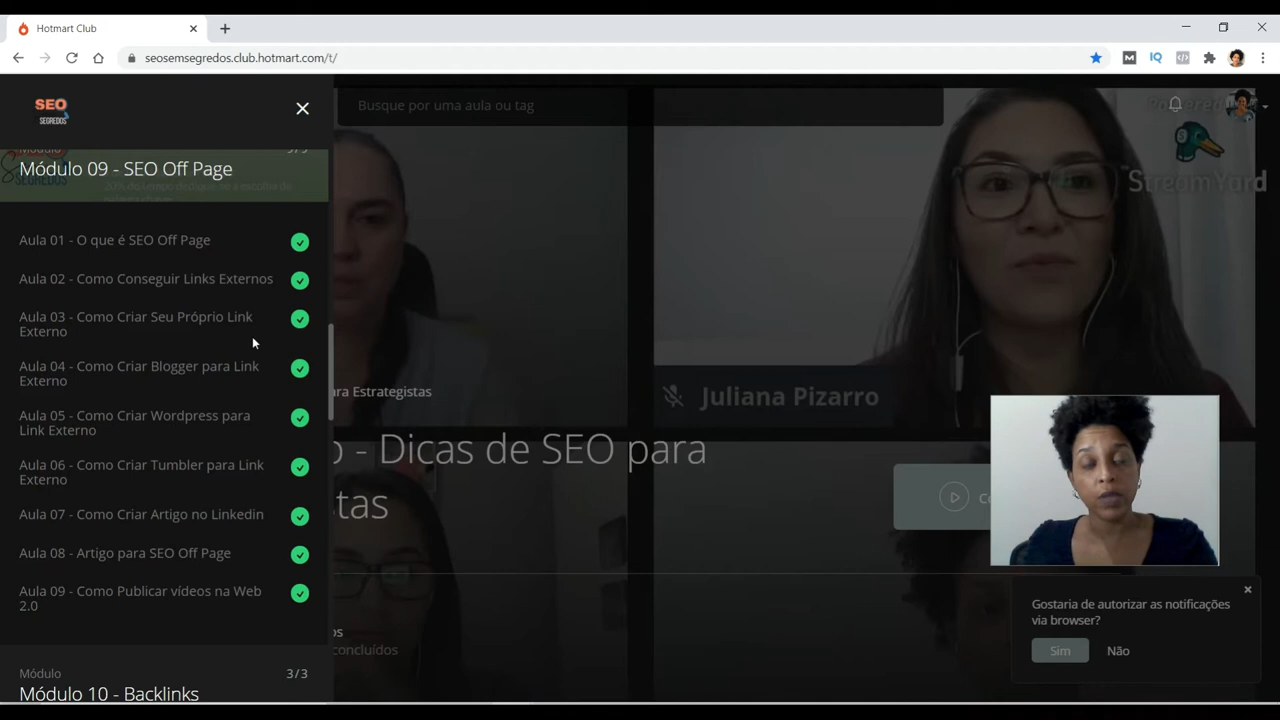 Hotmart Club
seosemsegredos.club.hotmart.com/t/
SEO
SEGREDOS
Busque por uma aula ou tag
Powered
StreamYard
Módulo
Módulo 09 - SEO Off Page
SEGREDOS
Aula 01 - O que é SEO Off Page
Aula 02 - Como Conseguir Links Externos
Aula 03 - Como Criar Seu Próprio Link
Externo
Aula 04 - Como Criar Blogger para Link
Externo
Aula 05 - Como Criar Wordpress para
Link Externo
Aula 06 - Como Criar Tumbler para Link
Externo
Aula 07 - Como Criar Artigo no Linkedin
Aula 08 - Artigo para SEO Off Page
Aula 09 - Como Publicar vídeos na Web
2.0
Módulo 3/3
Módulo 10 - Backlinks
ra Estrategistas
Juliana Pizarro
o - Dicas de SEO para
tas
os
concluídos
Gostaria de autorizar as notificações
via browser?
Sim Não